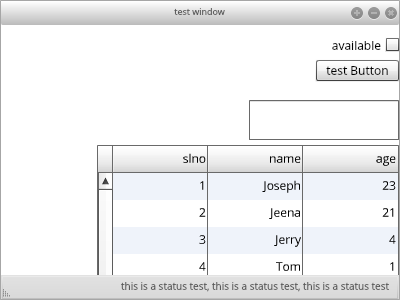 test window
available
test Button
slno name age
1 Joseph 23
2 Jeena 21
3 Jerry 4
4 Tom 1
this is a status test, this is a status test, this is a status test